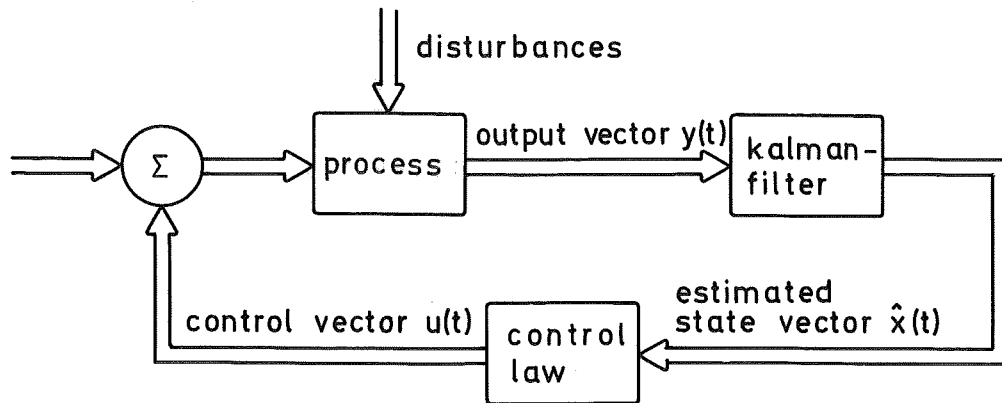 disturbances
Σ
process
output vector y(t)
kalman-
filter
estimated
state vector x̂(t)
control vector u(t)
control
law